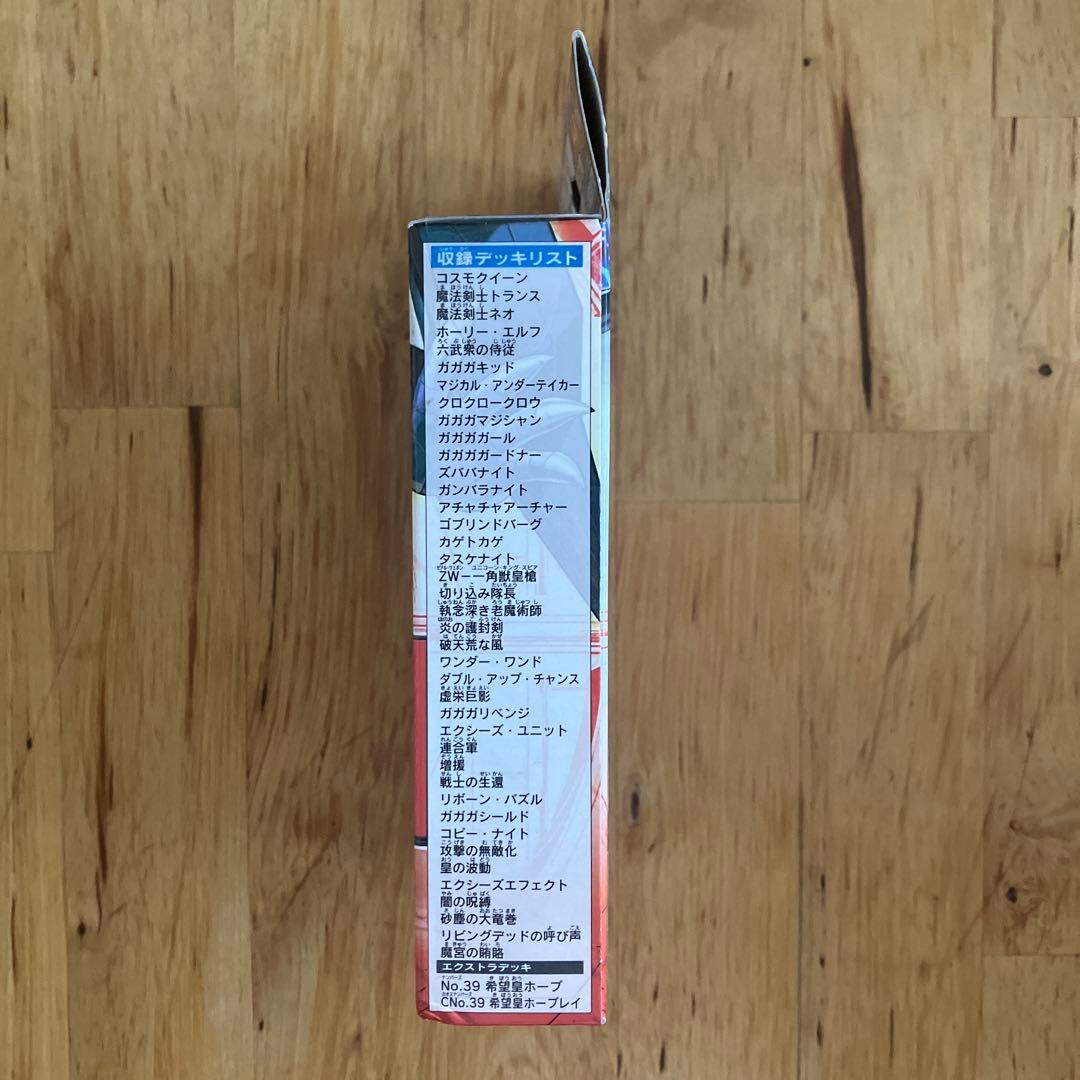 収録デッキリスト
コスモクイーン
魔法剣士トランス
魔法剣士ネオ
ホーリー・エルフ
六武衆の侍従
ガガガキッド
マジカル・アンダーテイカー
クロクロークロウ
ガガガマジシャン
ガガガガール
ガガガガードナー
ズババナイト
ガンバラナイト
アチャチャアーチャー
ゴブリンドバーグ
カゲトカゲ
タスケナイト
ZW－一角獣皇槍
切り込み隊長
執念深き老魔術師
炎の護封剣
破天荒な風
ワンダー・ワンド
ダブル・アップ・チャンス
虚栄巨影
ガガガリベンジ
エクシーズ・ユニット
連合軍
増援
戦士の生還
リボーン・パズル
ガガガシールド
コピー・ナイト
攻撃の無敵化
皇の波動
エクシーズエフェクト
闇の呪縛
砂塵の大竜巻
リビングデッドの呼び声
魔宮の賄賂
エクストラデッキ
No.39 希望皇ホープ
CNo.39 希望皇ホープレイ